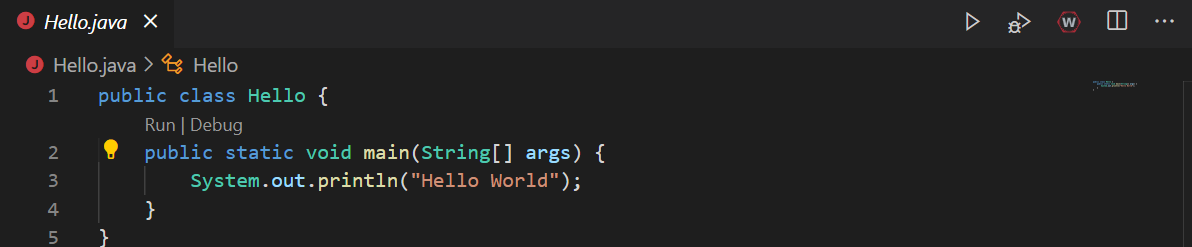 J Hello.java ×
W
J Hello.java > Hello
1 public class Hello {
Run | Debug
2 public static void main(String[] args) {
3 System.out.println("Hello World");
4 }
5 }